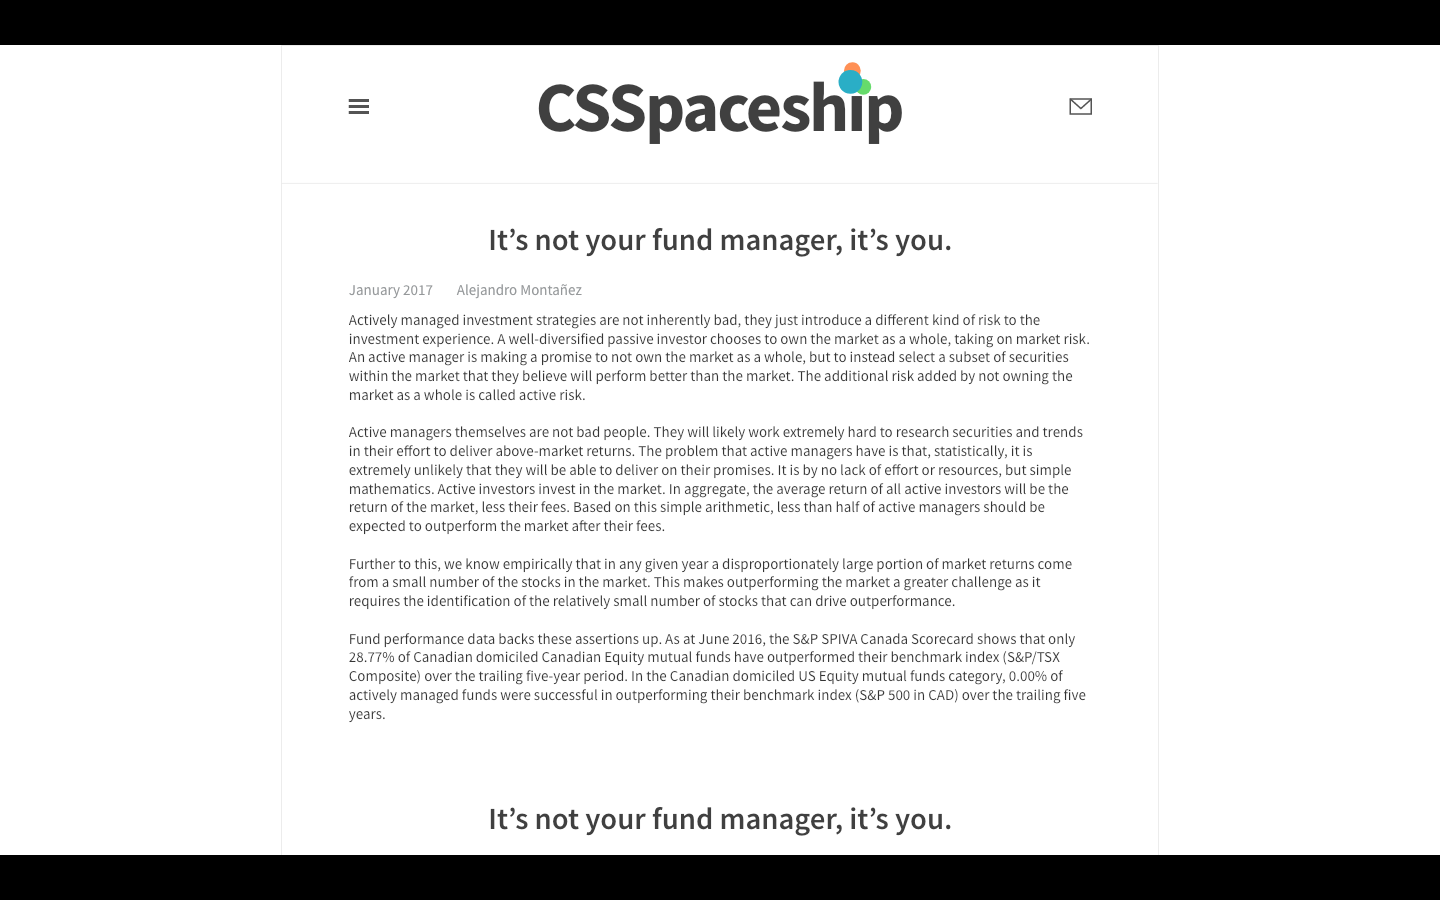 CSSpaceship
It’s not your fund manager, it’s you.
January 2017 Alejandro Montañez
Actively managed investment strategies are not inherently bad, they just introduce a different kind of risk to the
investment experience. A well-diversified passive investor chooses to own the market as a whole, taking on market risk.
An active manager is making a promise to not own the market as a whole, but to instead select a subset of securities
within the market that they believe will perform better than the market. The additional risk added by not owning the
market as a whole is called active risk.
Active managers themselves are not bad people. They will likely work extremely hard to research securities and trends
in their effort to deliver above-market returns. The problem that active managers have is that, statistically, it is
extremely unlikely that they will be able to deliver on their promises. It is by no lack of effort or resources, but simple
mathematics. Active investors invest in the market. In aggregate, the average return of all active investors will be the
return of the market, less their fees. Based on this simple arithmetic, less than half of active managers should be
expected to outperform the market after their fees.
Further to this, we know empirically that in any given year a disproportionately large portion of market returns come
from a small number of the stocks in the market. This makes outperforming the market a greater challenge as it
requires the identification of the relatively small number of stocks that can drive outperformance.
Fund performance data backs these assertions up. As at June 2016, the S&P SPIVA Canada Scorecard shows that only
28.77% of Canadian domiciled Canadian Equity mutual funds have outperformed their benchmark index (S&P/TSX
Composite) over the trailing five-year period. In the Canadian domiciled US Equity mutual funds category, 0.00% of
actively managed funds were successful in outperforming their benchmark index (S&P 500 in CAD) over the trailing five
years.
It’s not your fund manager, it’s you.